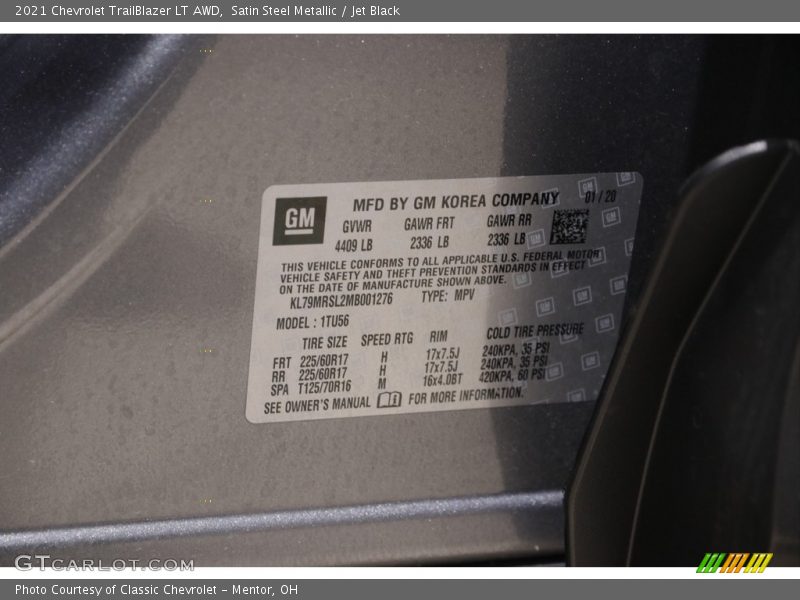 2021 Chevrolet TrailBlazer LT AWD, Satin Steel Metallic / Jet Black
GM
MFD BY GM KOREA COMPANY 01/20
GVWR GAWR FRT GAWR RR
4409 LB 2336 LB 2336 LB
THIS VEHICLE CONFORMS TO ALL APPLICABLE U.S. FEDERAL MOTOR
VEHICLE SAFETY AND THEFT PREVENTION STANDARDS IN EFFECT
ON THE DATE OF MANUFACTURE SHOWN ABOVE.
KL79MRSL2MB001276 TYPE: MPV
MODEL : 1TU56
TIRE SIZE SPEED RTG RIM COLD TIRE PRESSURE
FRT 225/60R17 H 17x7.5J 240KPA, 35 PSI
RR 225/60R17 H 17x7.5J 240KPA, 35 PSI
SPA T125/70R16 M 16x4.0BT 420KPA, 60 PSI
SEE OWNER'S MANUAL FOR MORE INFORMATION.
GTCARLOT.COM
Photo Courtesy of Classic Chevrolet - Mentor, OH